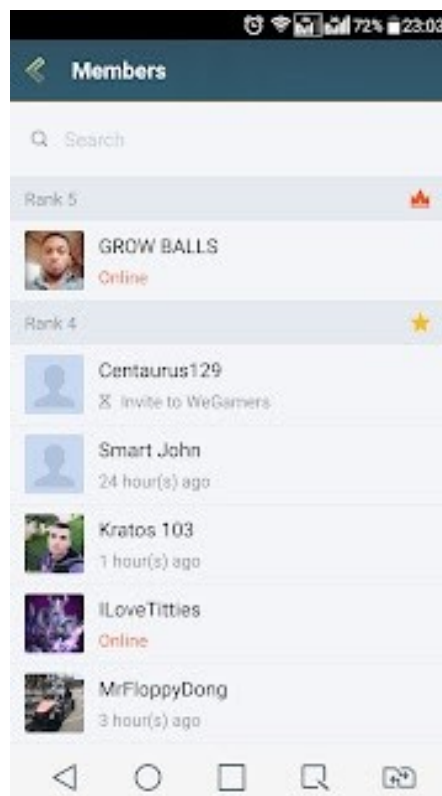 72% 23:03
Members
Search
Rank 5
GROW BALLS
Online
Rank 4
Centaurus129
Invite to WeGamers
Smart John
24 hour(s) ago
Kratos 103
1 hour(s) ago
ILoveTitties
Online
MrFloppyDong
3 hour(s) ago